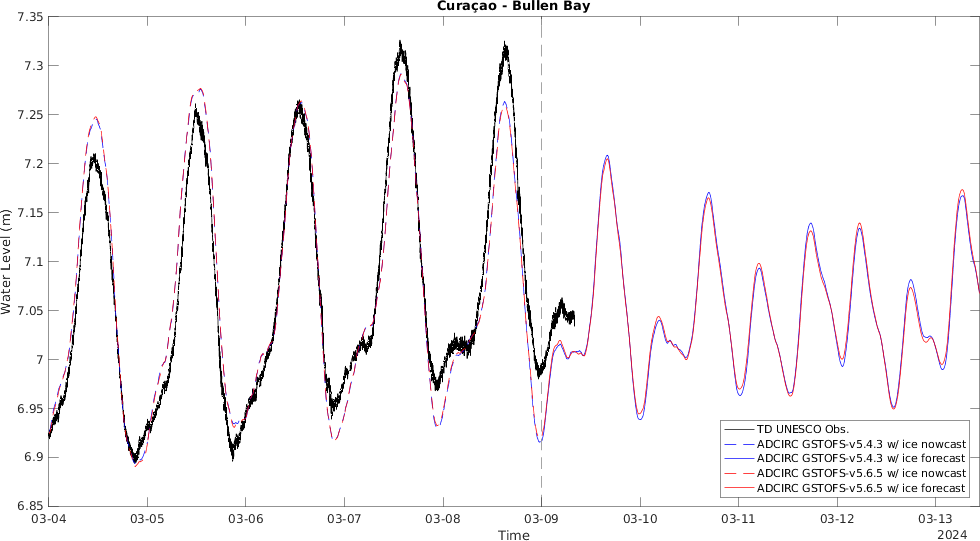 Curaçao - Bullen Bay
7.35
7.3
7.25
7.2
7.15
7.1
7.05
7
6.95
6.9
6.85
Water Level (m)
03-04 03-05 03-06 03-07 03-08 03-09 03-10 03-11 03-12 03-13
Time
2024
TD UNESCO Obs.
ADCIRC GSTOFS-v5.4.3 w/ ice nowcast
ADCIRC GSTOFS-v5.4.3 w/ ice forecast
ADCIRC GSTOFS-v5.6.5 w/ ice nowcast
ADCIRC GSTOFS-v5.6.5 w/ ice forecast